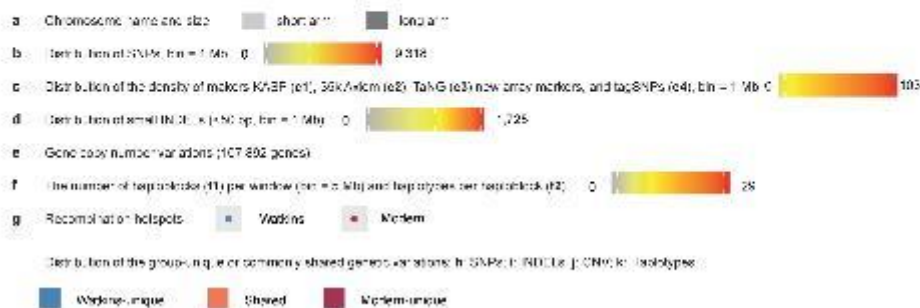 a Chromosome name and size short arm long arm
b Distribution of SNPs, bin = 1 Mb 0 9,318
c Distribution of the density of makers KASP (c1), 35k Axiom (c2), TaNG (c3) new array markers, and tagSNPs (c4), bin = 1 Mb 0 103
d Distribution of small INDELs (≤50 bp, bin = 1 Mb) 0 1,725
e Gene copy number variations (107,892 genes)
f The number of haploblocks (f1) per window (bin = 5 Mb) and haplotypes per haploblock (f2) 0 29
g Recombination hotspots Watkins Modern
Distribution of the group-unique or commonly shared genetic variations: h: SNPs; i: INDELs; j: CNV; k: Haplotypes
Watkins-unique Shared Modern-unique